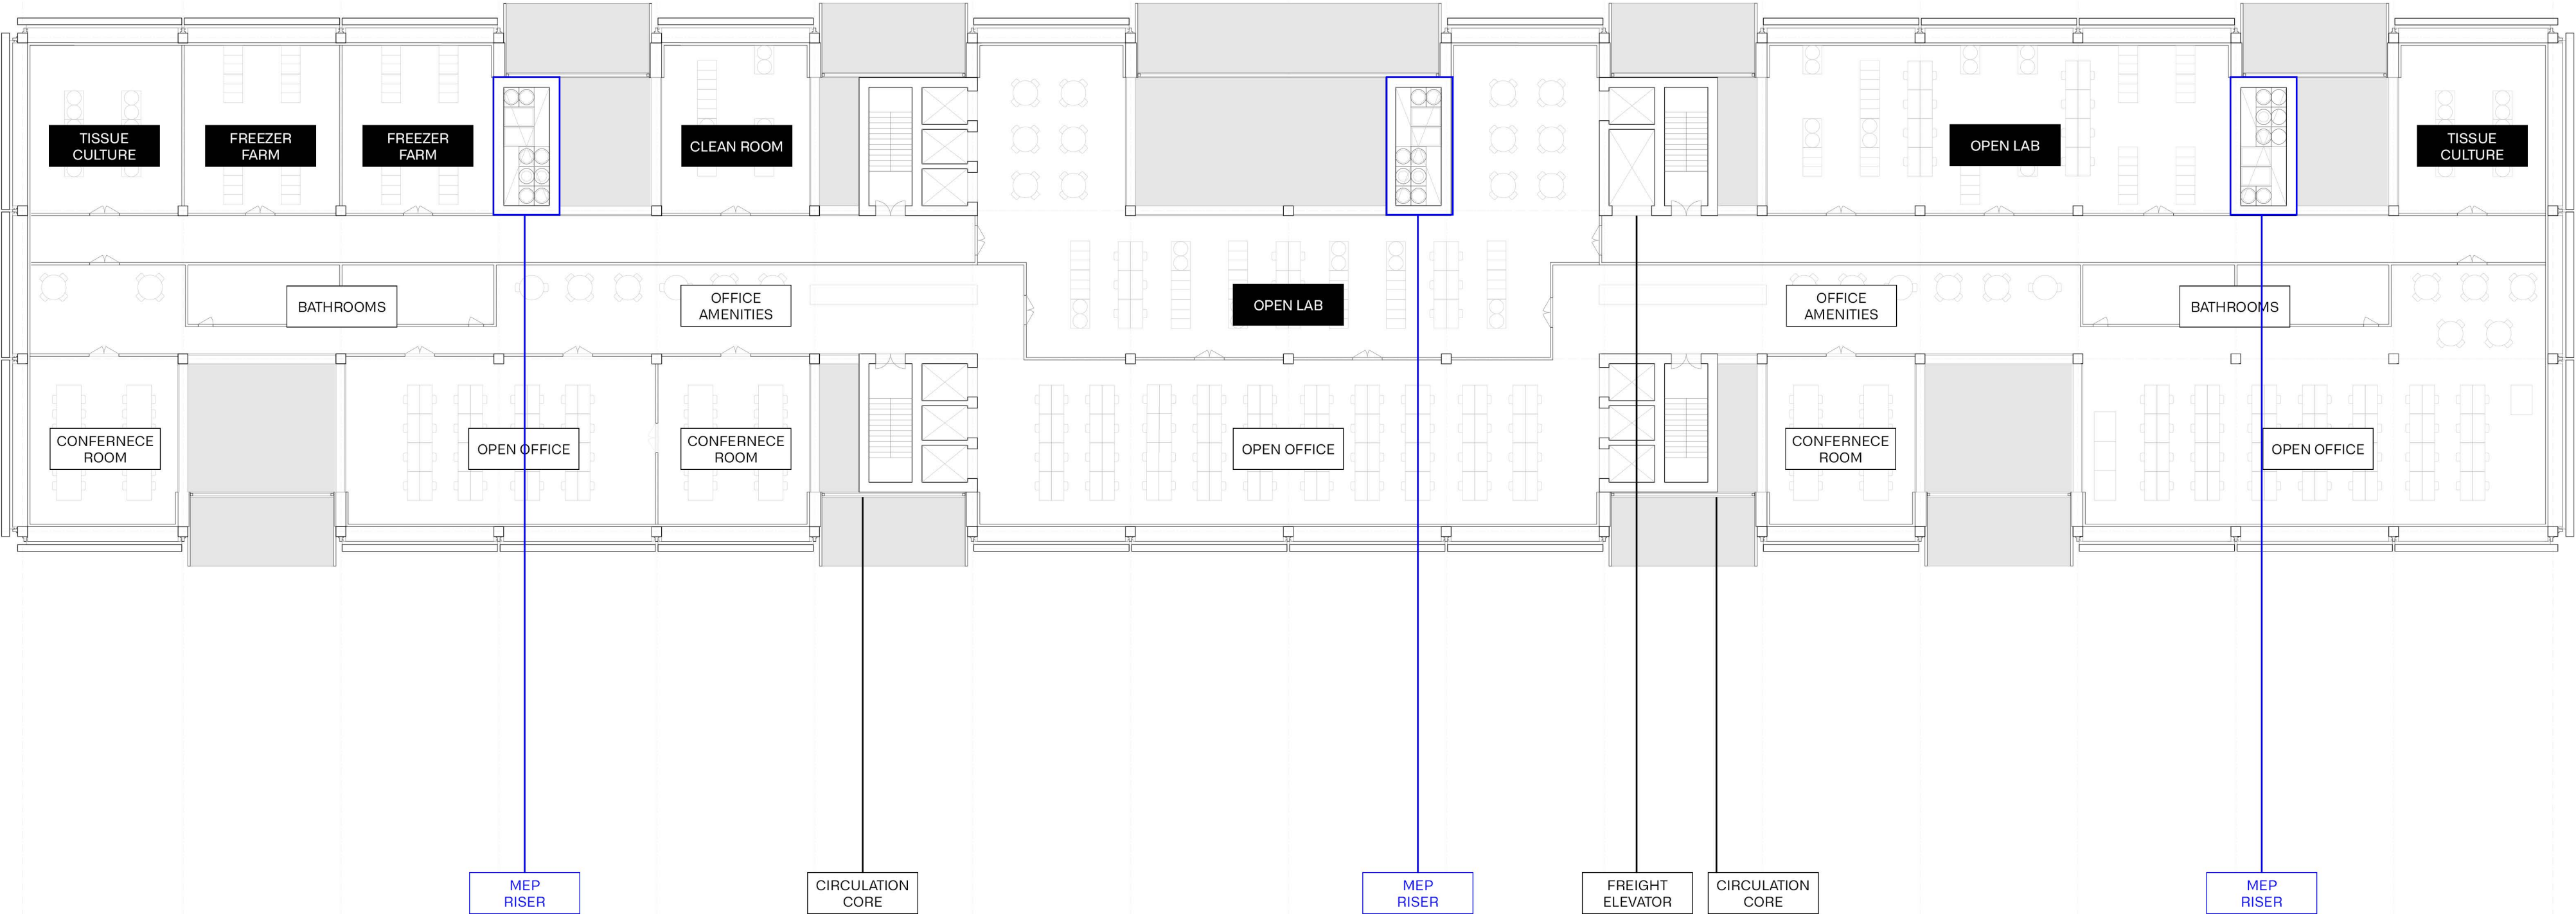 TISSUE
CULTURE
FREEZER
FARM
FREEZER
FARM
CLEAN ROOM
OPEN LAB
TISSUE
CULTURE
BATHROOMS
OFFICE
AMENITIES
OPEN LAB
OFFICE
AMENITIES
BATHROOMS
CONFERNECE
ROOM
OPEN OFFICE
CONFERNECE
ROOM
OPEN OFFICE
CONFERNECE
ROOM
OPEN OFFICE
MEP
RISER
CIRCULATION
CORE
MEP
RISER
FREIGHT
ELEVATOR
CIRCULATION
CORE
MEP
RISER